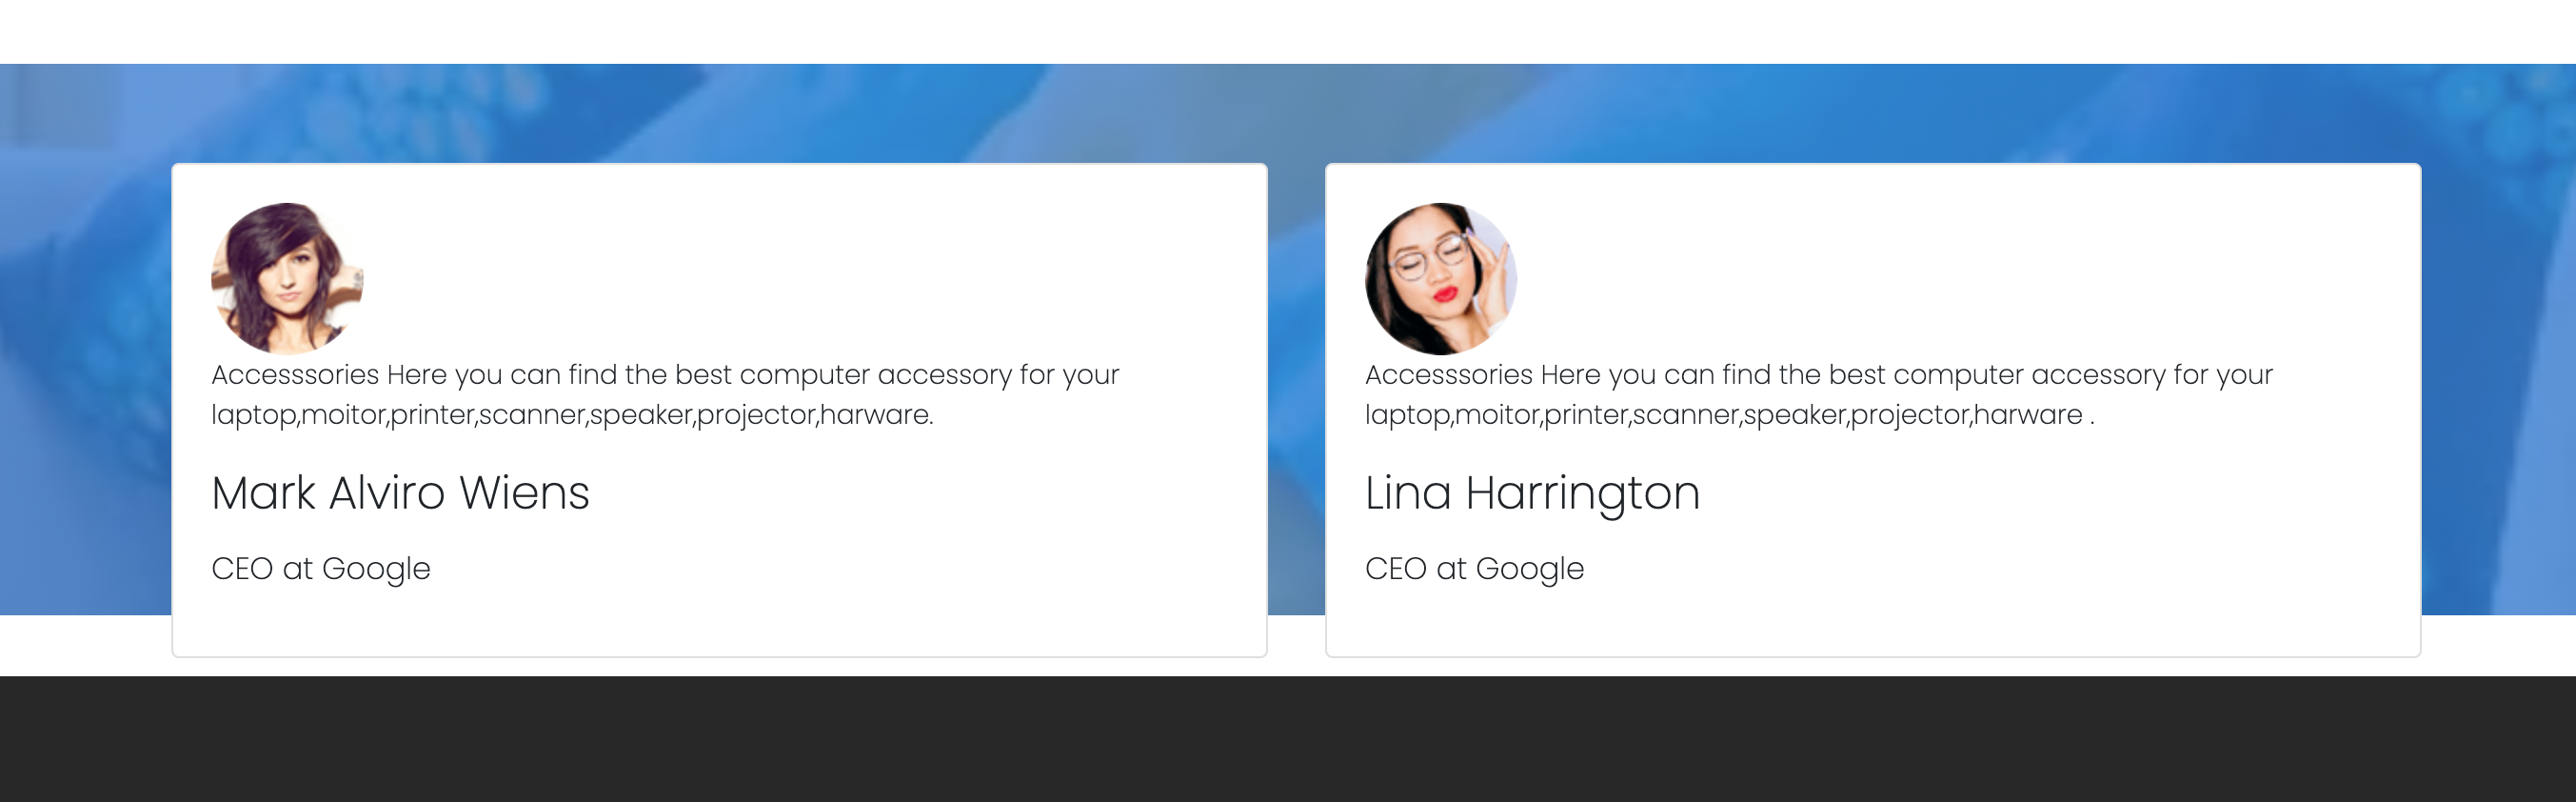 Accesssories Here you can find the best computer accessory for your
laptop,moitor,printer,scanner,speaker,projector,harware.
Mark Alviro Wiens
CEO at Google
Accesssories Here you can find the best computer accessory for your
laptop,moitor,printer,scanner,speaker,projector,harware .
Lina Harrington
CEO at Google